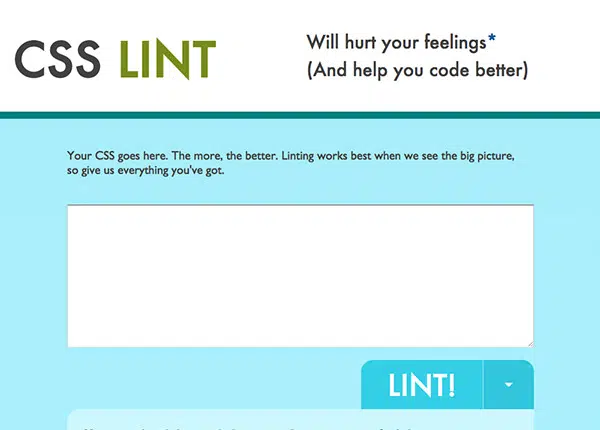 CSS LINT
Will hurt your feelings*
(And help you code better)
Your CSS goes here. The more, the better. Linting works best when we see the big picture,
so give us everything you've got.
LINT!